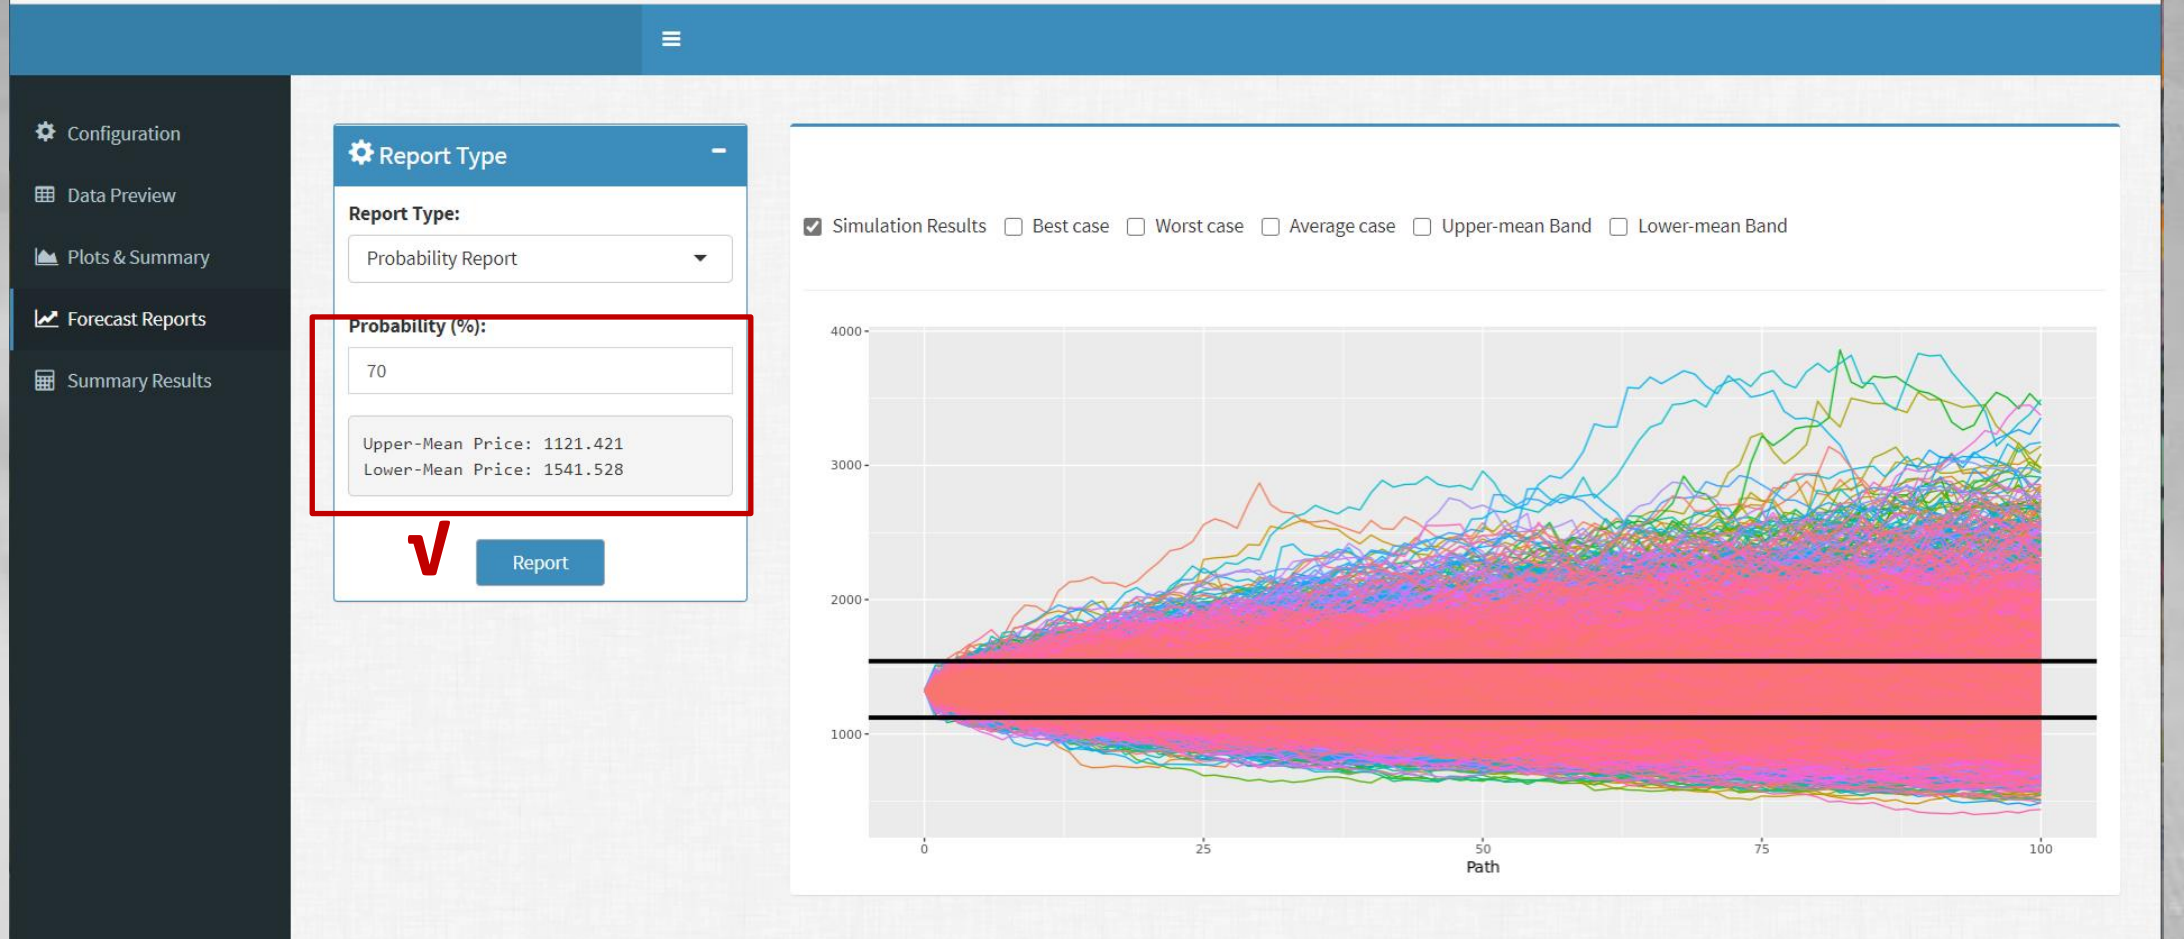 Configuration
Data Preview
Plots & Summary
Forecast Reports
Summary Results
Report Type
Report Type:
Probability Report
Probability (%):
70
Upper-Mean Price: 1121.421
Lower-Mean Price: 1541.528
√
Report
Simulation Results Best case Worst case Average case Upper-mean Band Lower-mean Band
4000
3000
2000
1000
0 25 50 75 100
Path